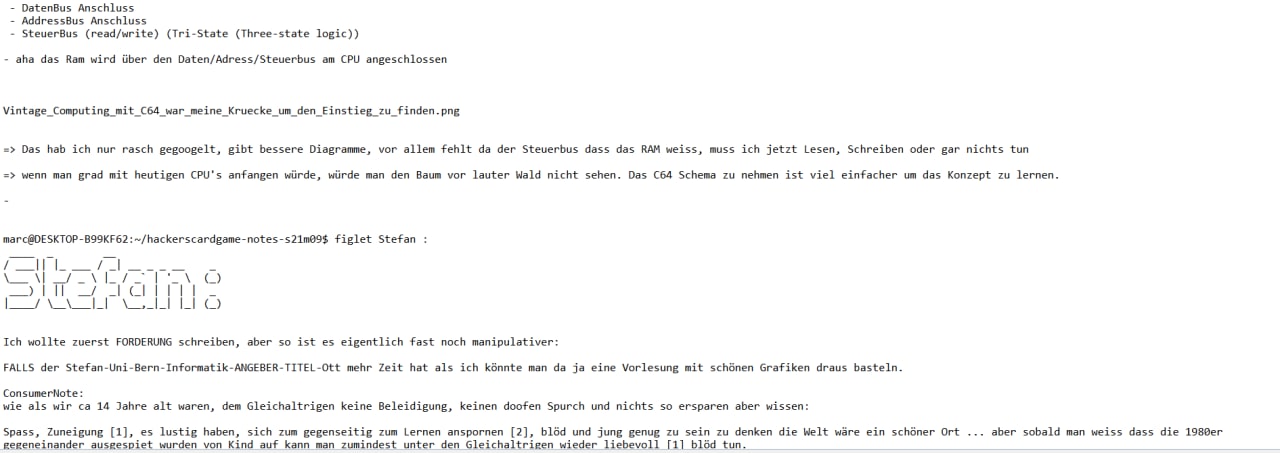 - DatenBus Anschluss
- AddressBus Anschluss
- SteuerBus (read/write) (Tri-State (Three-state logic))
- aha das Ram wird über den Daten/Adress/Steuerbus am CPU angeschlossen
Vintage_Computing_mit_C64_war_meine_Kruecke_um_den_Einstieg_zu_finden.png
=> Das hab ich nur rasch gegoogelt, gibt bessere Diagramme, vor allem fehlt da der Steuerbus dass das RAM weiss, muss ich jetzt Lesen, Schreiben oder gar nichts tun
=> wenn man grad mit heutigen CPU's anfangen würde, würde man den Baum vor lauter Wald nicht sehen. Das C64 Schema zu nehmen ist viel einfacher um das Konzept zu lernen.
-
marc@DESKTOP-B99KF62:~/hackerscardgame-notes-s21m09$ figlet Stefan :
Stefan :
Ich wollte zuerst FORDERUNG schreiben, aber so ist es eigentlich fast noch manipulativer:
FALLS der Stefan-Uni-Bern-Informatik-ANGEBER-TITEL-Ott mehr Zeit hat als ich könnte man da ja eine Vorlesung mit schönen Grafiken draus basteln.
ConsumerNote:
wie als wir ca 14 Jahre alt waren, dem Gleichaltrigen keine Beleidigung, keinen doofen Spurch und nichts so ersparen aber wissen:
Spass, Zuneigung [1], es lustig haben, sich zum gegenseitig zum Lernen anspornen [2], blöd und jung genug zu sein zu denken die Welt wäre ein schöner Ort ... aber sobald man weiss dass die 1980er
gegeneinander ausgespiet wurden von Kind auf kann man zumindest unter den Gleichaltrigen wieder liebevoll [1] blöd tun.